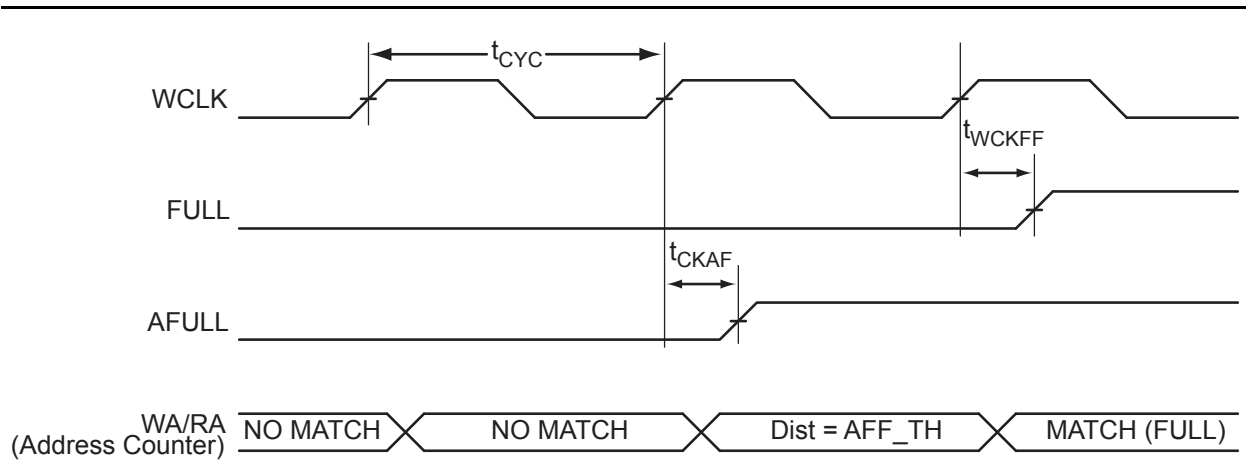 tCYC
WCLK
tWCKFF
FULL
tCKAF
AFULL
WA/RA
(Address Counter)
NO MATCH
NO MATCH
Dist = AFF_TH
MATCH (FULL)